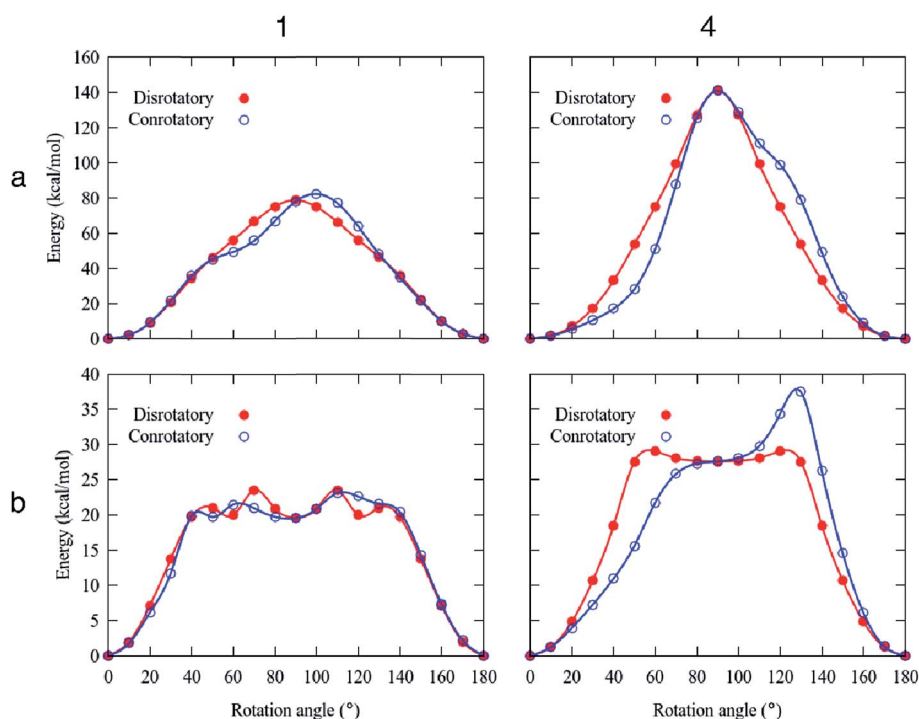 1 4
a
Energy (kcal/mol)
160
140
120
100
80
60
40
20
0
Disrotatory
Conrotatory
Disrotatory
Conrotatory
b
Energy (kcal/mol)
40
35
30
25
20
15
10
5
0
Disrotatory
Conrotatory
0 20 40 60 80 100 120 140 160 180
Rotation angle (°)
Disrotatory
Conrotatory
0 20 40 60 80 100 120 140 160 180
Rotation angle (°)